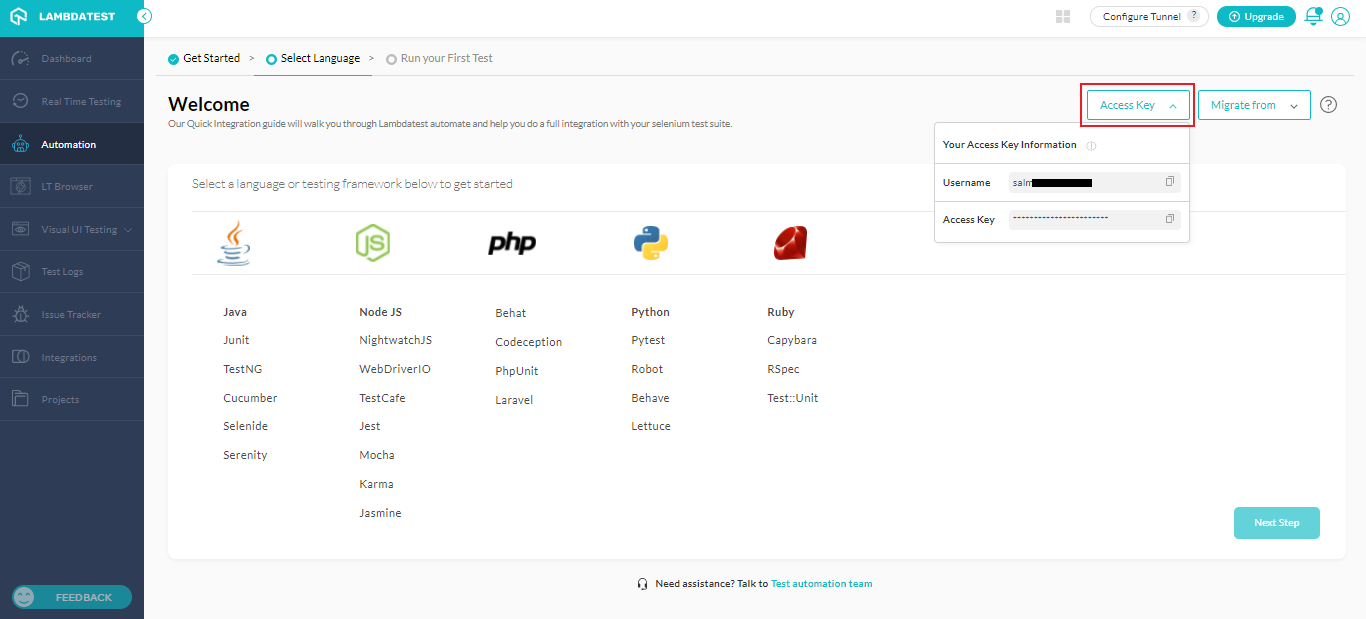 LAMBDATEST
Configure Tunnel ?
Upgrade
Dashboard
Real Time Testing
Automation
LT Browser
Visual UI Testing
Test Logs
Issue Tracker
Integrations
Projects
FEEDBACK
Get Started > Select Language > Run your First Test
Welcome
Our Quick Integration guide will walk you through Lambdatest automate and help you do a full integration with your selenium test suite.
Access Key
Migrate from
?
Your Access Key Information
Username salm
Access Key -----------------------
Select a language or testing framework below to get started
JS
php
Java
Junit
TestNG
Cucumber
Selenide
Serenity
Node JS
NightwatchJS
WebDriverIO
TestCafe
Jest
Mocha
Karma
Jasmine
Behat
Codeception
PhpUnit
Laravel
Python
Pytest
Robot
Behave
Lettuce
Ruby
Capybara
RSpec
Test::Unit
Next Step
Need assistance? Talk to Test automation team